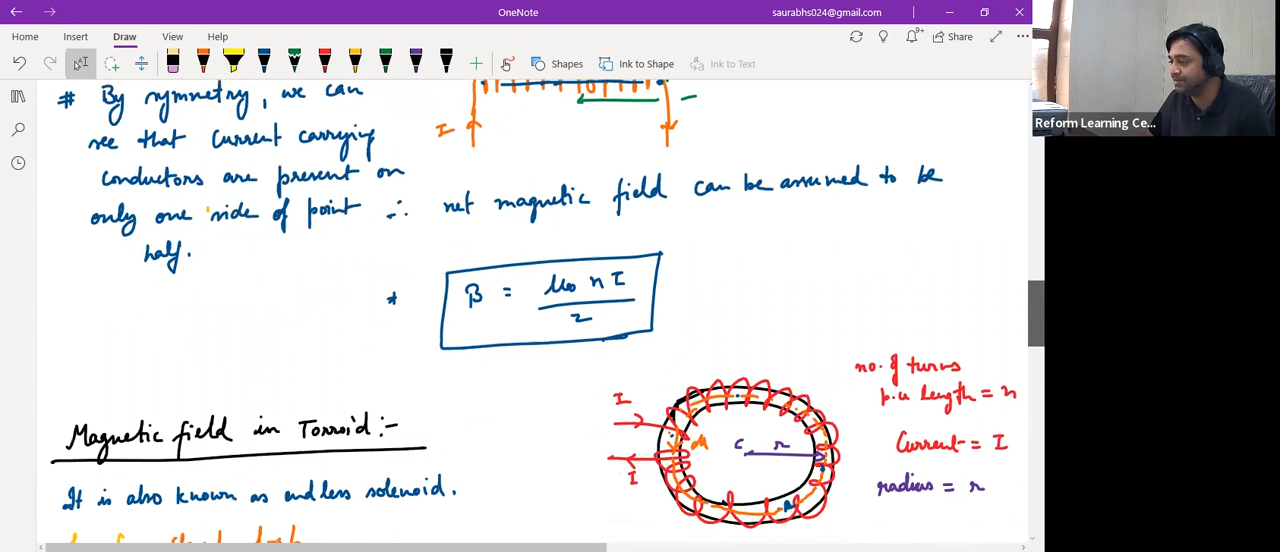 OneNote
saurabhs024@gmail.com
Home
Insert
Draw
View
Help
9+
Share
Shapes
Ink to Shape
Ink to Text
Reform Learning Ce...
# By symmetry, we can
see that current carrying
conductors are present on
only one side of point ∴ net magnetic field can be assumed to be
half.
I
* B = μ₀ n I / 2
Magnetic field in Torroid :-
It is also known as endless solenoid.
I
I
c r
no. of turns
p.u length = n
Current = I
radius = r